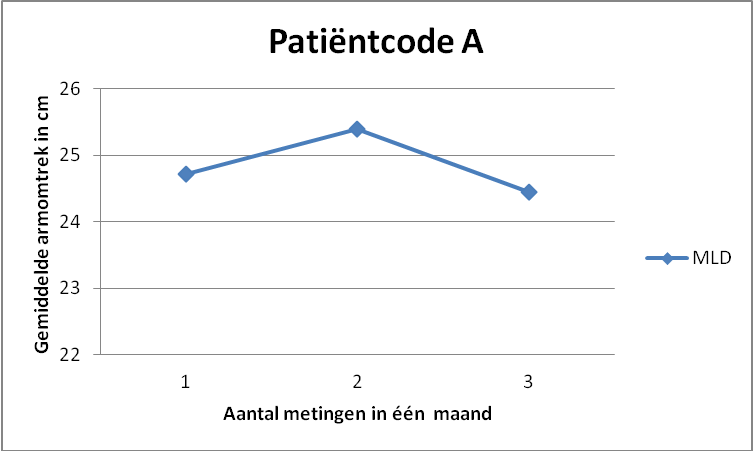 Patiëntcode A
Gemiddelde armomtrek in cm
26
25
24
23
22
1 2 3
Aantal metingen in één maand
MLD